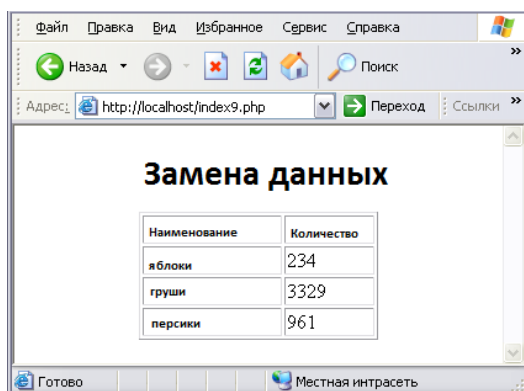 Файл Правка Вид Избранное Сервис Справка
Назад Поиск
Адрес: http://localhost/index9.php Переход Ссылки
Замена данных
Наименование Количество
яблоки 234
груши 3329
персики 961
Готово Местная интрасеть